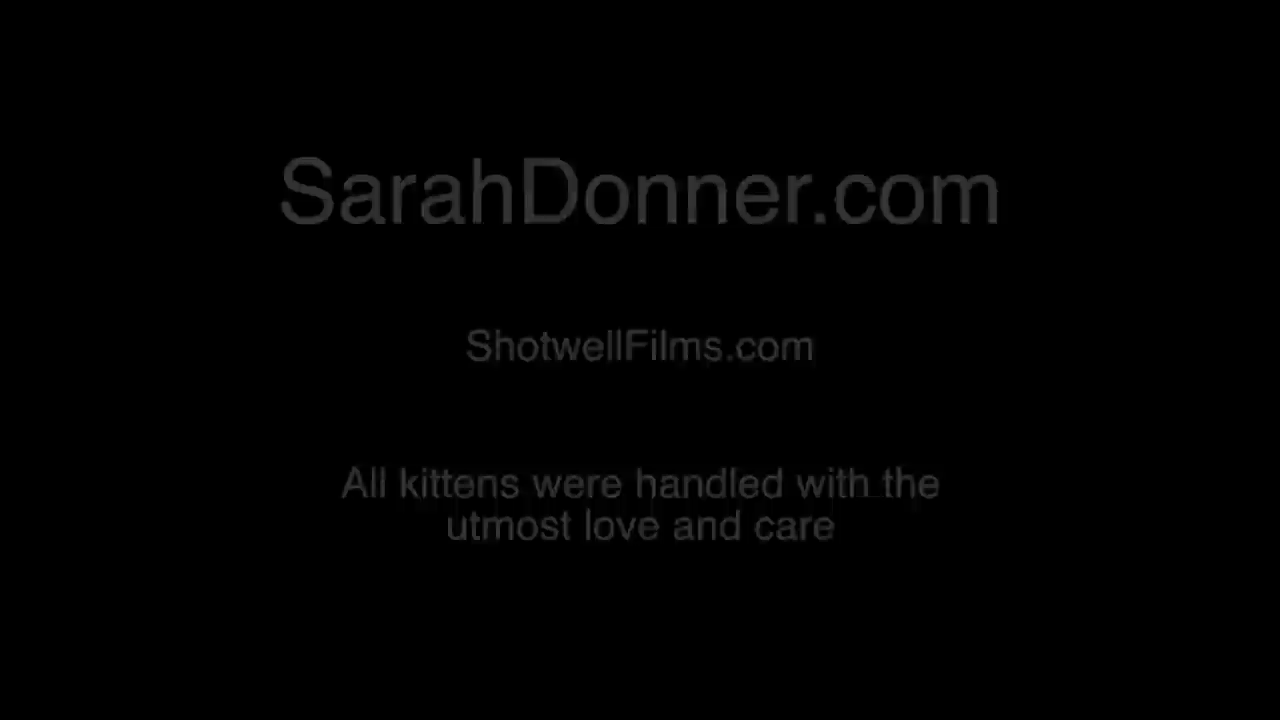 SarahDonner.com
ShotwellFilms.com
All kittens were handled with the
utmost love and care